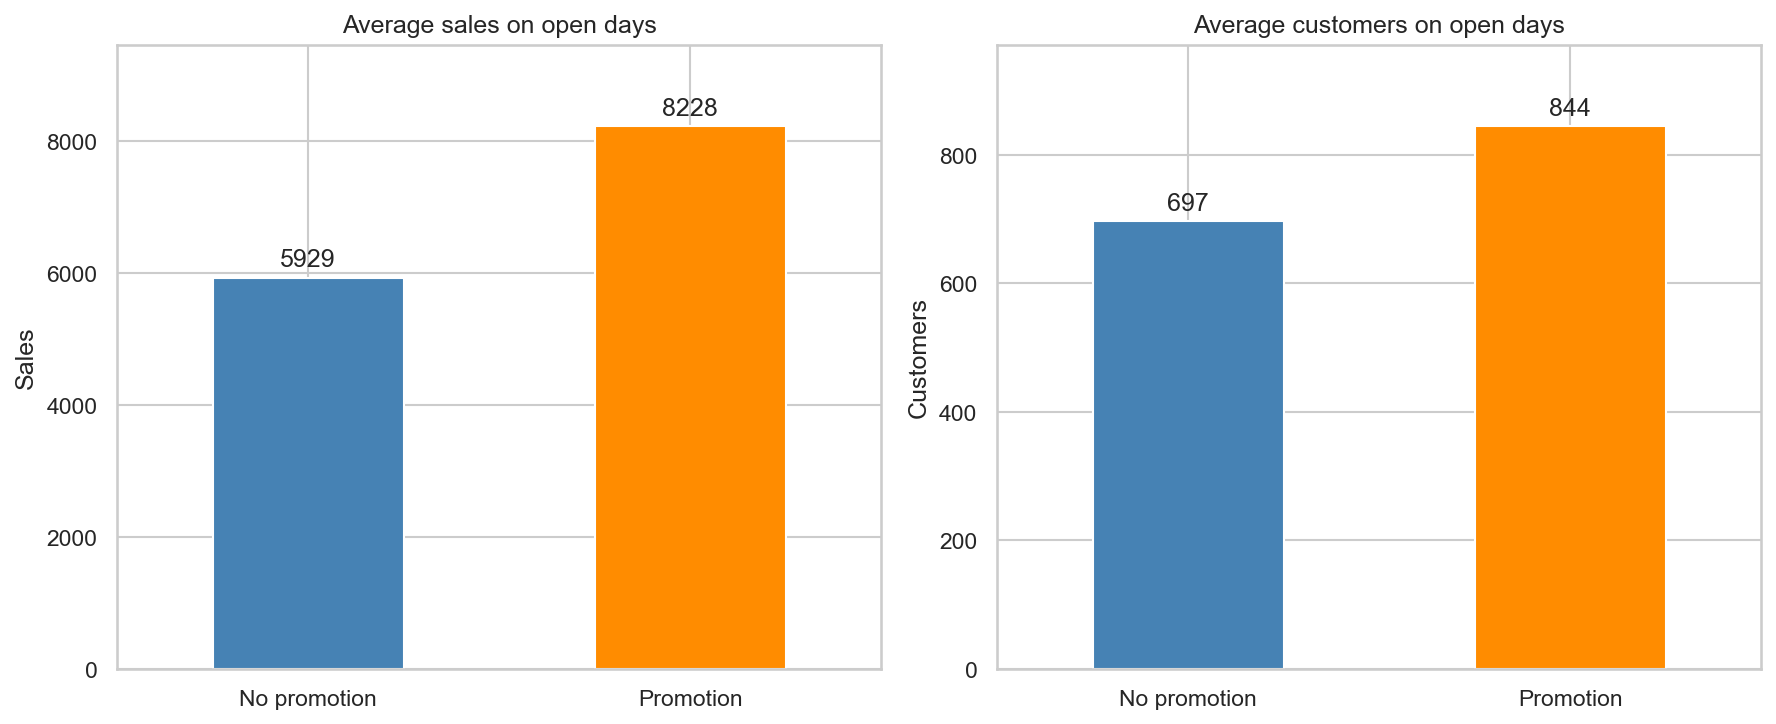 Average sales on open days
8228
8000
5929
6000
Sales
4000
2000
0
No promotion
Promotion
Average customers on open days
844
800
697
600
Customers
400
200
0
No promotion
Promotion